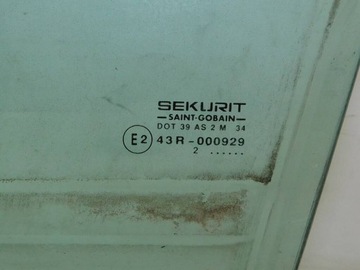 SEKURIT
SAINT-GOBAIN
DOT 39 AS 2 M 34
E2 43R-000929
2 ......